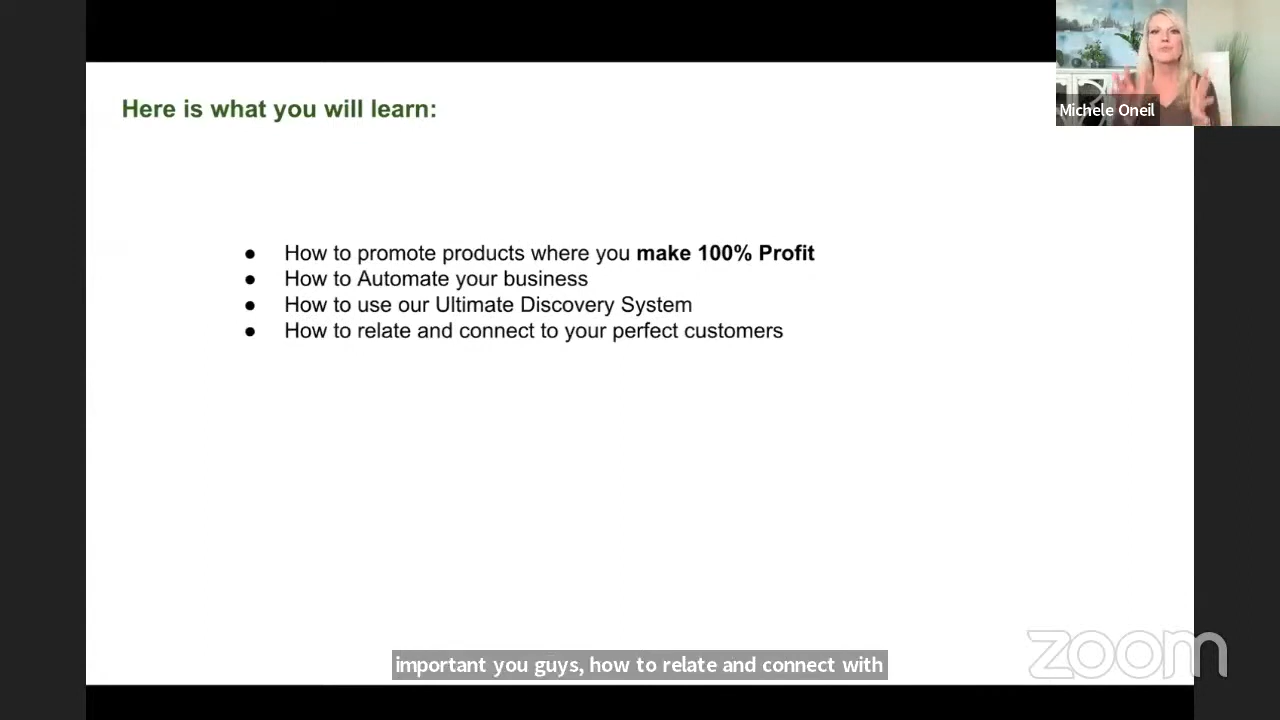 Here is what you will learn:
Michele Oneil
● How to promote products where you make 100% Profit
● How to Automate your business
● How to use our Ultimate Discovery System
● How to relate and connect to your perfect customers
important you guys, how to relate and connect with
zoom